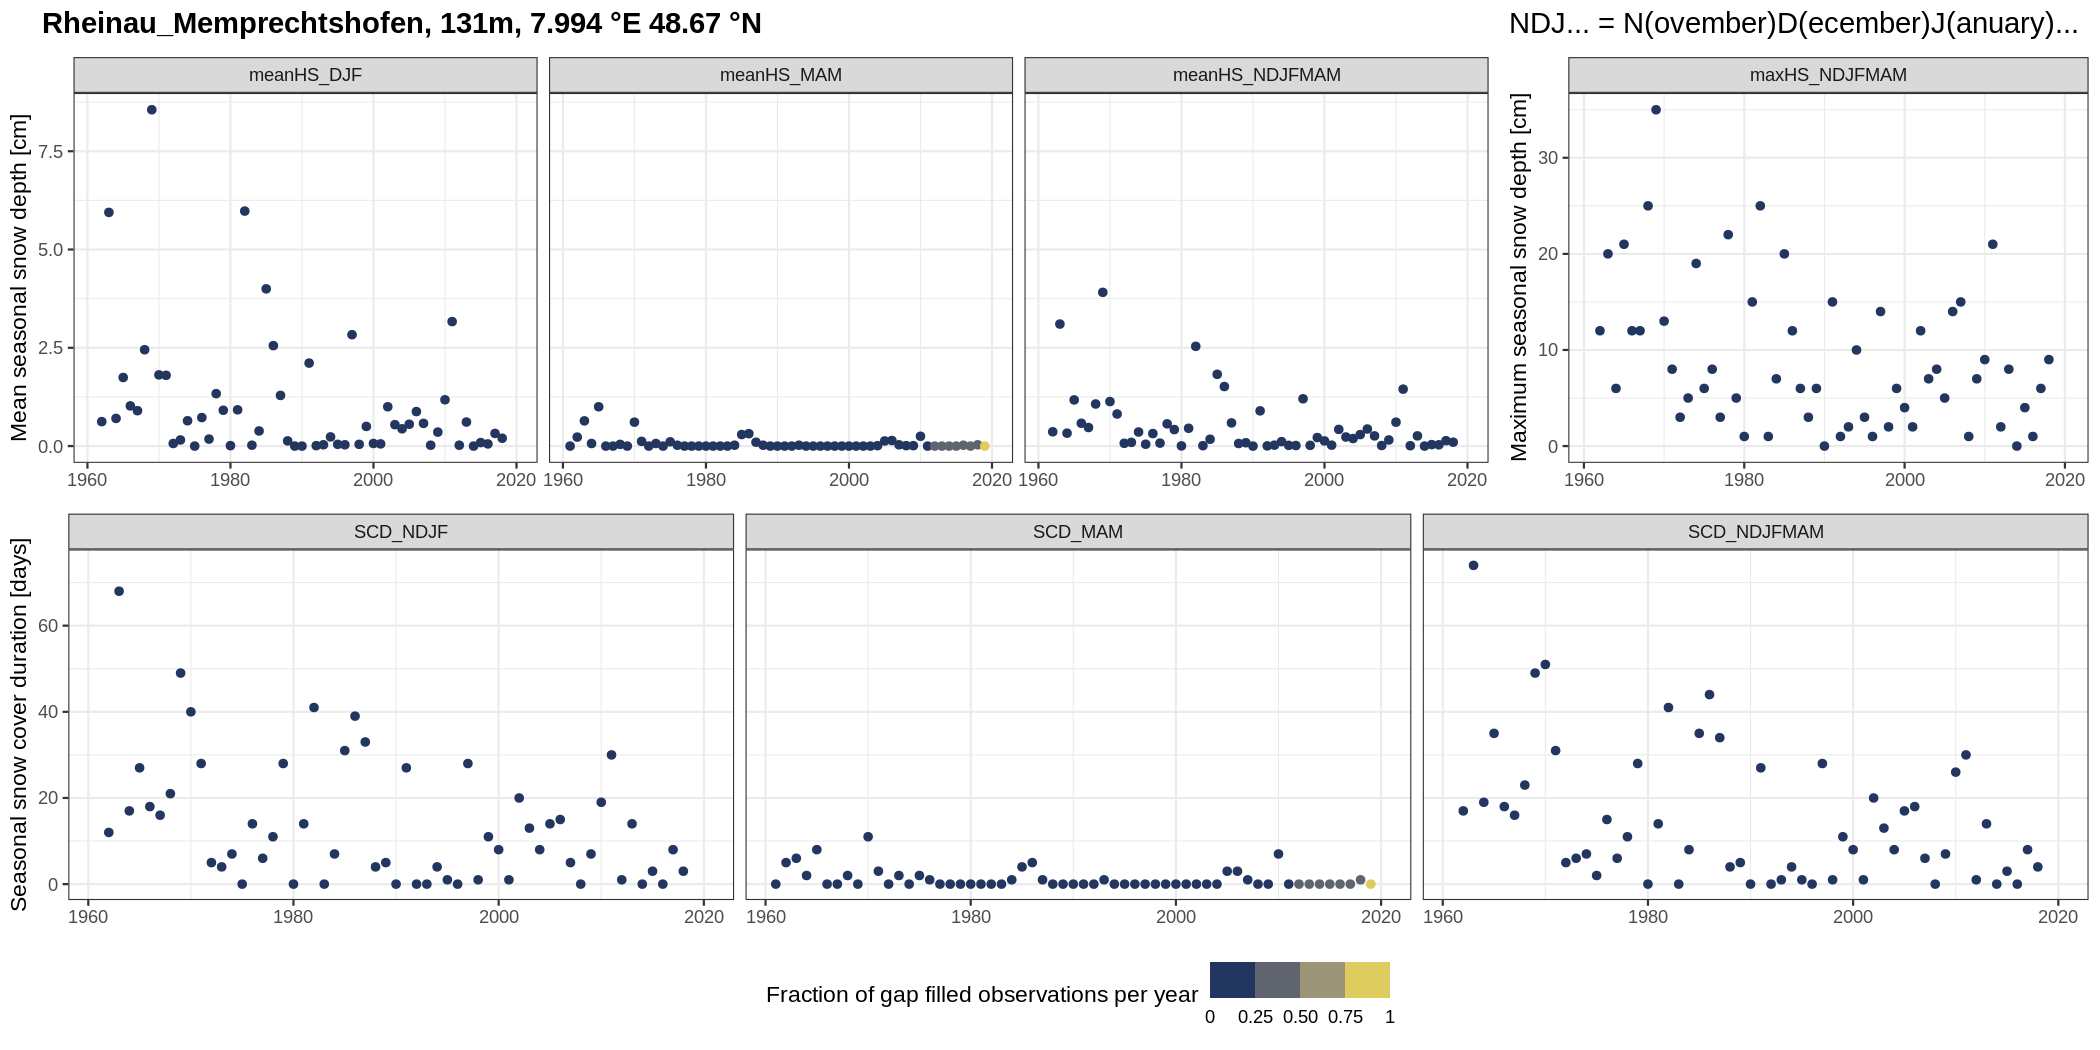 Rheinau_Memprechtshofen, 131m, 7.994 °E 48.67 °N
NDJ... = N(ovember)D(ecember)J(anuary)...
meanHS_DJF
meanHS_MAM
meanHS_NDJFMAM
maxHS_NDJFMAM
Mean seasonal snow depth [cm]
7.5
5.0
2.5
0.0
1960 1980 2000 2020
1960 1980 2000 2020
1960 1980 2000 2020
Maximum seasonal snow depth [cm]
30
20
10
0
1960 1980 2000 2020
SCD_NDJF
SCD_MAM
SCD_NDJFMAM
Seasonal snow cover duration [days]
60
40
20
0
1960 1980 2000 2020
1960 1980 2000 2020
1960 1980 2000 2020
Fraction of gap filled observations per year
0 0.25 0.50 0.75 1